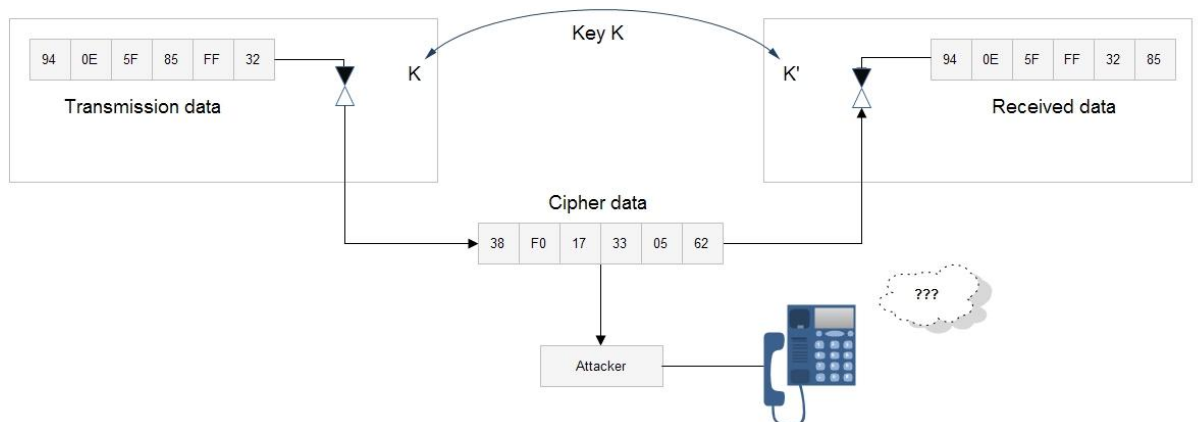 Key K
94 0E 5F 85 FF 32
K
K'
94 0E 5F FF 32 85
Transmission data
Received data
Cipher data
38 F0 17 33 05 62
???
Attacker